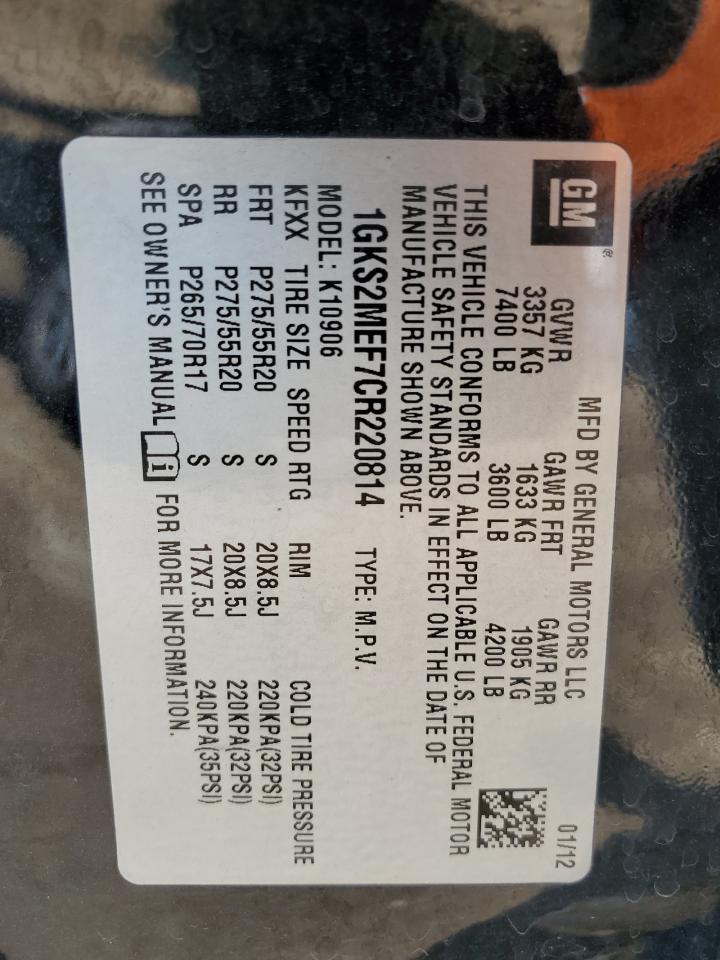 GM®
MFD BY GENERAL MOTORS LLC 01/12
GVWR GAWR FRT GAWR RR
3357 KG 1633 KG 1905 KG
7400 LB 3600 LB 4200 LB
THIS VEHICLE CONFORMS TO ALL APPLICABLE U.S. FEDERAL MOTOR
VEHICLE SAFETY STANDARDS IN EFFECT ON THE DATE OF
MANUFACTURE SHOWN ABOVE.
1GKS2MEF7CR220814 TYPE: M.P.V.
MODEL: K10906
KFXX TIRE SIZE SPEED RTG RIM COLD TIRE PRESSURE
FRT P275/55R20 S 20X8.5J 220KPA(32PSI)
RR P275/55R20 S 20X8.5J 220KPA(32PSI)
SPA P265/70R17 S 17X7.5J 240KPA(35PSI)
SEE OWNER'S MANUAL i FOR MORE INFORMATION.